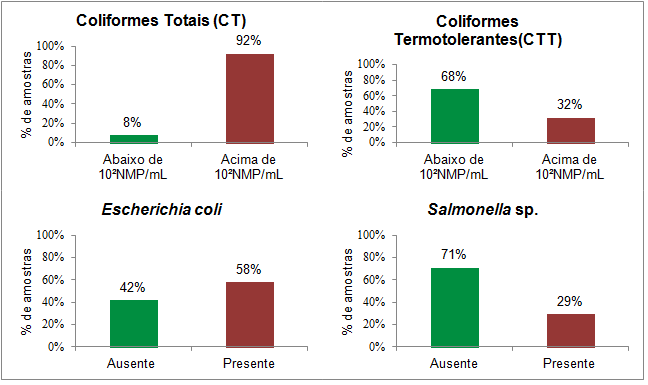 Coliformes Totais (CT)
% de amostras
100%
80%
60%
40%
20%
0%
8%
92%
Abaixo de
10²NMP/mL
Acima de
10²NMP/mL
Coliformes
Termotolerantes(CTT)
% de amostras
100%
80%
60%
40%
20%
0%
68%
32%
Abaixo de
10²NMP/mL
Acima de
10²NMP/mL
Escherichia coli
% de amostras
100%
80%
60%
40%
20%
0%
42%
58%
Ausente
Presente
Salmonella sp.
% de amostras
100%
80%
60%
40%
20%
0%
71%
29%
Ausente
Presente